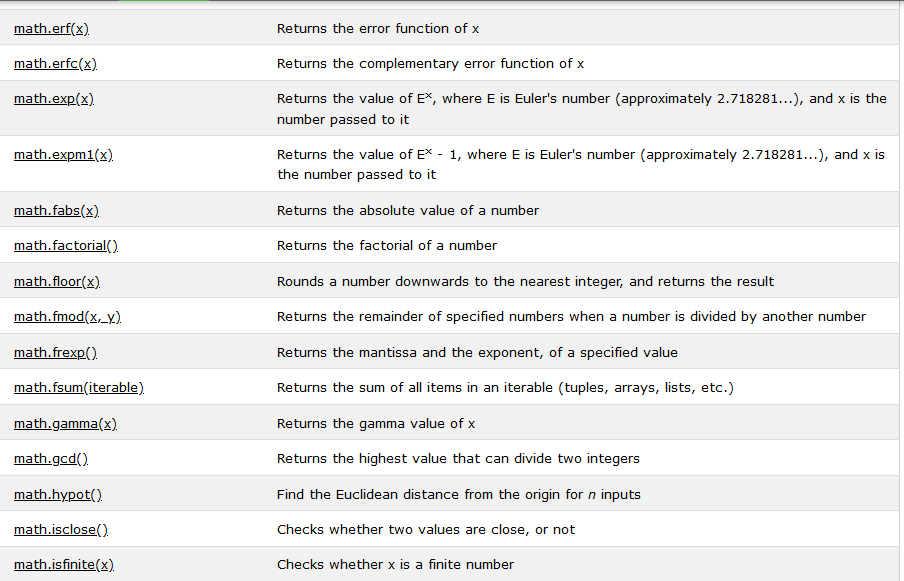 math.erf(x) Returns the error function of x
math.erfc(x) Returns the complementary error function of x
math.exp(x) Returns the value of Eˣ, where E is Euler's number (approximately 2.718281...), and x is the
number passed to it
math.expm1(x) Returns the value of Eˣ - 1, where E is Euler's number (approximately 2.718281...), and x is
the number passed to it
math.fabs(x) Returns the absolute value of a number
math.factorial() Returns the factorial of a number
math.floor(x) Rounds a number downwards to the nearest integer, and returns the result
math.fmod(x, y) Returns the remainder of specified numbers when a number is divided by another number
math.frexp() Returns the mantissa and the exponent, of a specified value
math.fsum(iterable) Returns the sum of all items in an iterable (tuples, arrays, lists, etc.)
math.gamma(x) Returns the gamma value of x
math.gcd() Returns the highest value that can divide two integers
math.hypot() Find the Euclidean distance from the origin for n inputs
math.isclose() Checks whether two values are close, or not
math.isfinite(x) Checks whether x is a finite number